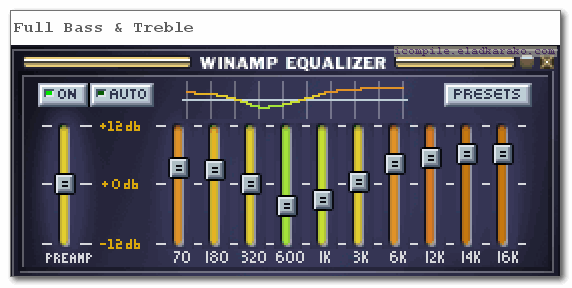 Full Bass & Treble
icompile.eladkarako.com
WINAMP EQUALIZER
ON AUTO PRESETS
+12db
+0db
-12db
PREAMP 70 180 320 600 1K 3K 6K 12K 14K 16K